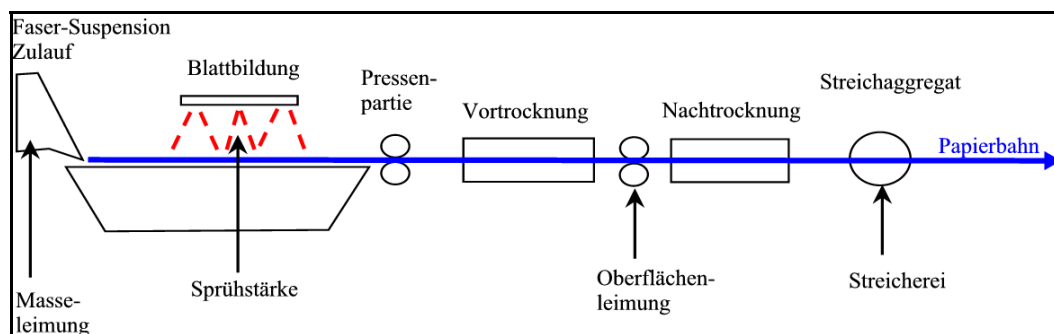 Faser-Suspension
Zulauf
Blattbildung
Pressen-
partie
Vortrocknung
Nachtrocknung
Streichaggregat
Papierbahn
Masse-
leimung
Sprühstärke
Oberflächen-
leimung
Streicherei